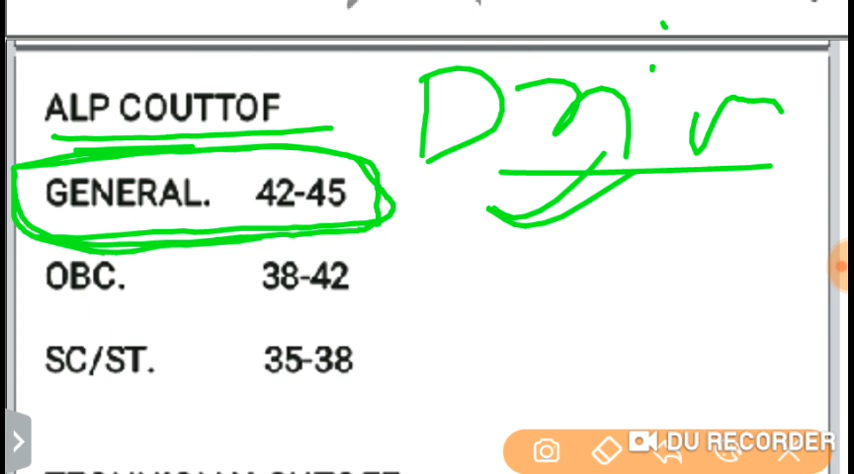 ALP COUTTOF
GENERAL. 42-45
OBC. 38-42
SC/ST. 35-38
DU RECORDER